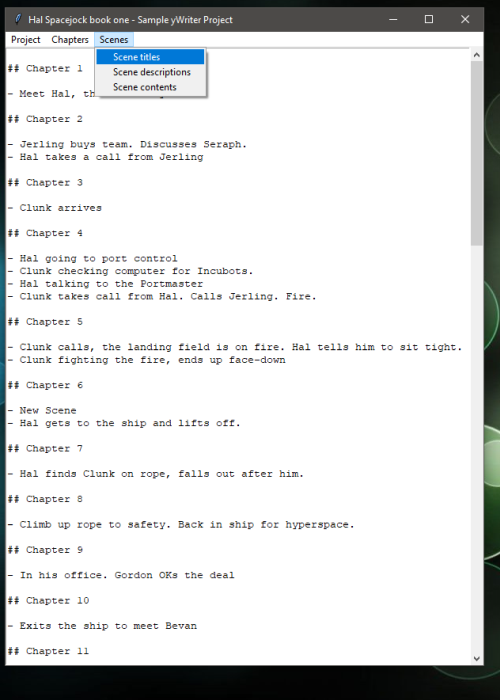 Hal Spacejock book one - Sample yWriter Project
Project Chapters Scenes
Scene titles
Scene descriptions
Scene contents
## Chapter 1
- Meet Hal, th
## Chapter 2
- Jerling buys team. Discusses Seraph.
- Hal takes a call from Jerling
## Chapter 3
- Clunk arrives
## Chapter 4
- Hal going to port control
- Clunk checking computer for Incubots.
- Hal talking to the Portmaster
- Clunk takes call from Hal. Calls Jerling. Fire.
## Chapter 5
- Clunk calls, the landing field is on fire. Hal tells him to sit tight.
- Clunk fighting the fire, ends up face-down
## Chapter 6
- New Scene
- Hal gets to the ship and lifts off.
## Chapter 7
- Hal finds Clunk on rope, falls out after him.
## Chapter 8
- Climb up rope to safety. Back in ship for hyperspace.
## Chapter 9
- In his office. Gordon OKs the deal
## Chapter 10
- Exits the ship to meet Bevan
## Chapter 11